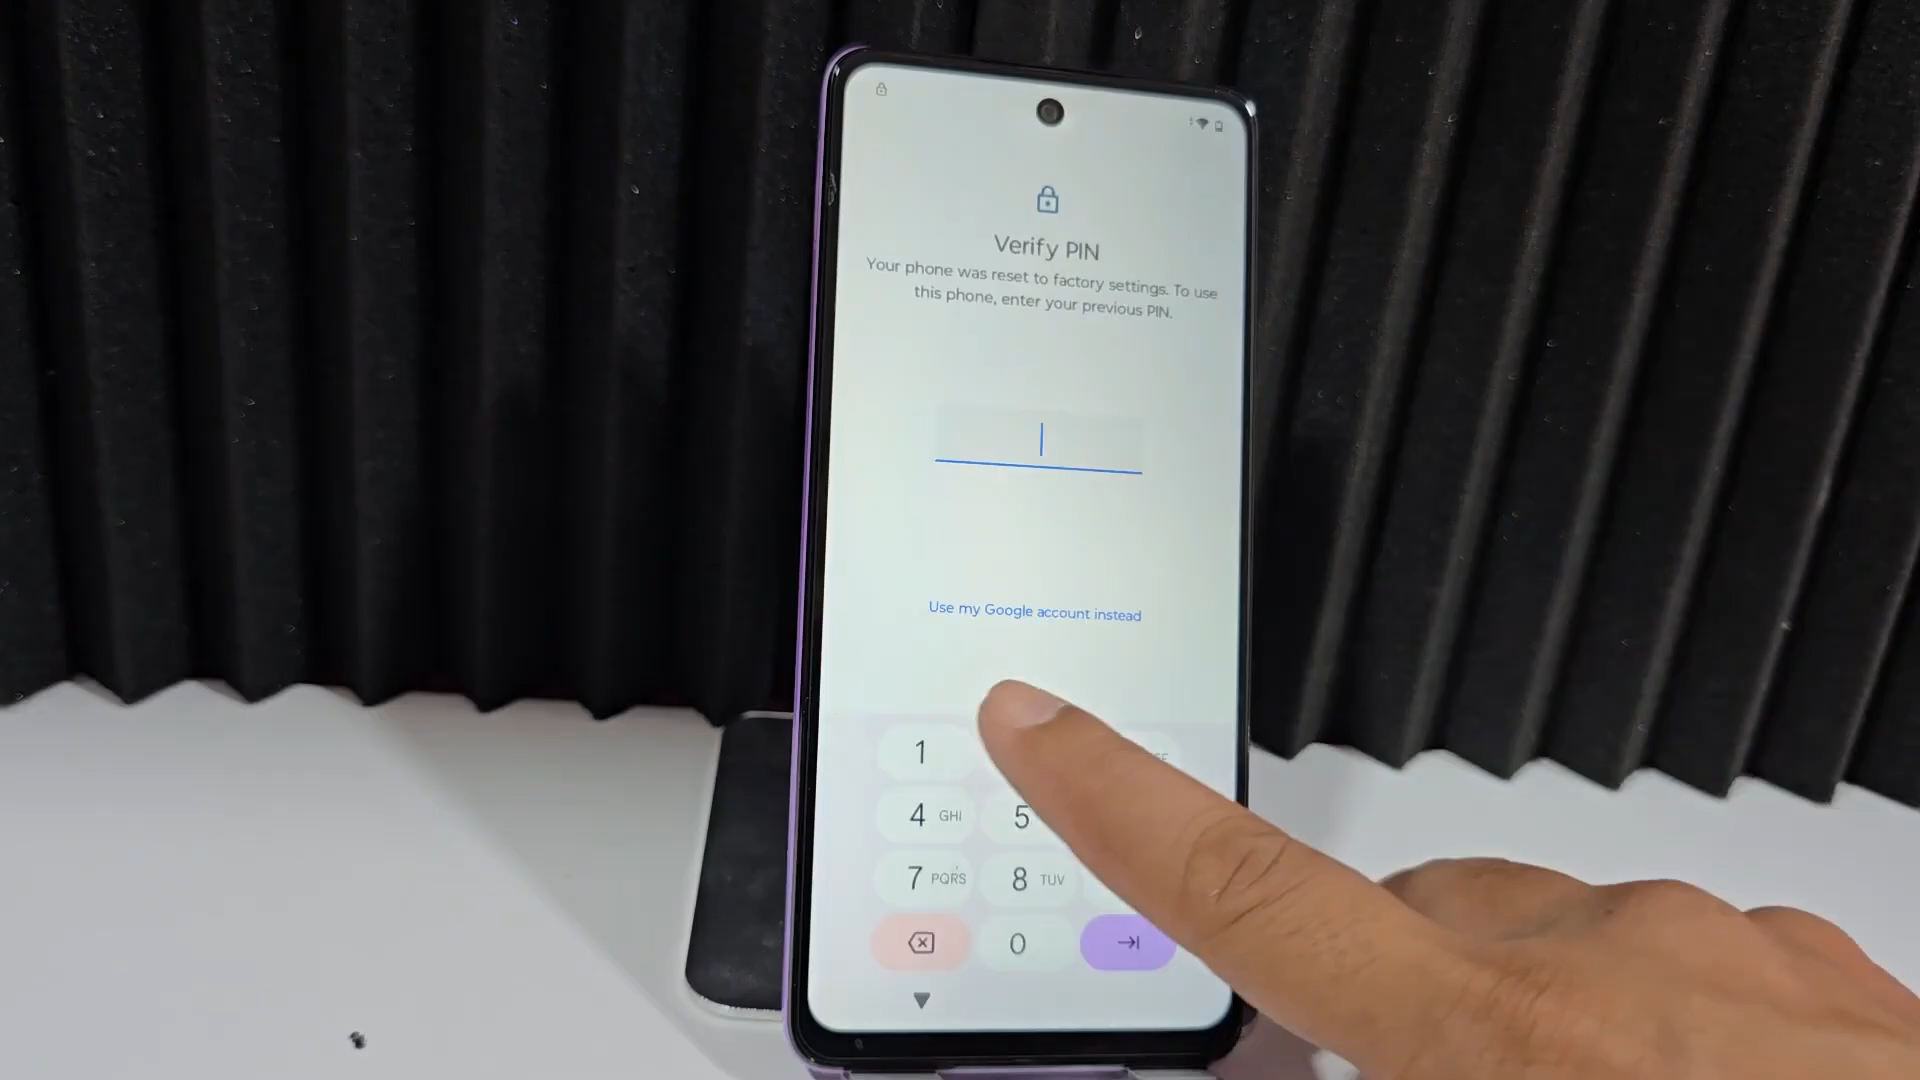 Verify PIN
Your phone was reset to factory settings. To use
this phone, enter your previous PIN.
Use my Google account instead
1
4 GHI 5
7 PQRS 8 TUV
0